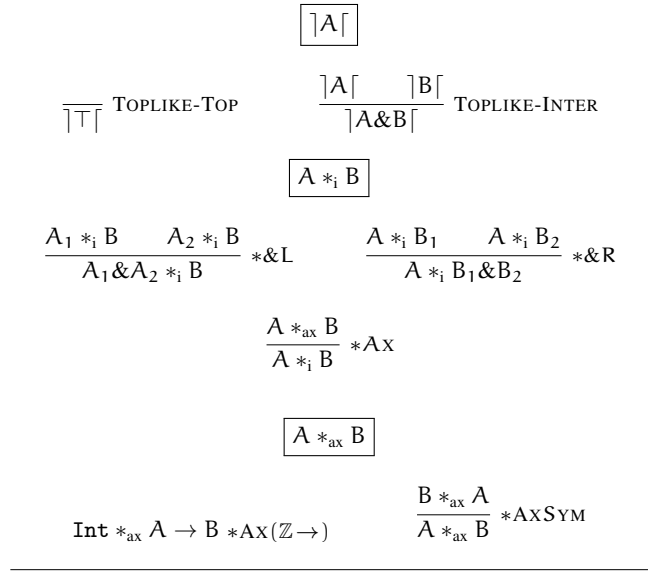 ⌉A⌈
⌉⊤⌈ TOPLIKE-TOP
⌉A⌈ ⌉B⌈
⌉A&B⌈ TOPLIKE-INTER
A ∗i B
A₁ ∗i B A₂ ∗i B
A₁&A₂ ∗i B ∗&L
A ∗i B₁ A ∗i B₂
A ∗i B₁&B₂ ∗&R
A ∗ax B
A ∗i B ∗AX
A ∗ax B
Int ∗ax A → B ∗AX(ℤ→)
B ∗ax A
A ∗ax B ∗AXSYM